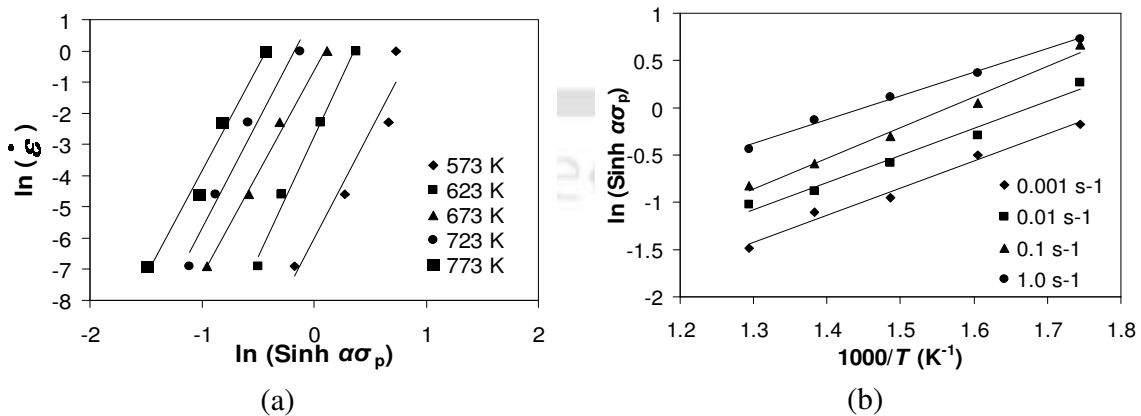 1
0
-1
-2
-3
-4
-5
-6
-7
-8
ln (ε̇)
-2 -1 0 1 2
ln (Sinh ασp)
573 K
623 K
673 K
723 K
773 K
(a)
1
0.5
0
-0.5
-1
-1.5
-2
ln (Sinh ασp)
1.2 1.3 1.4 1.5 1.6 1.7 1.8
1000/T (K⁻¹)
0.001 s-1
0.01 s-1
0.1 s-1
1.0 s-1
(b)